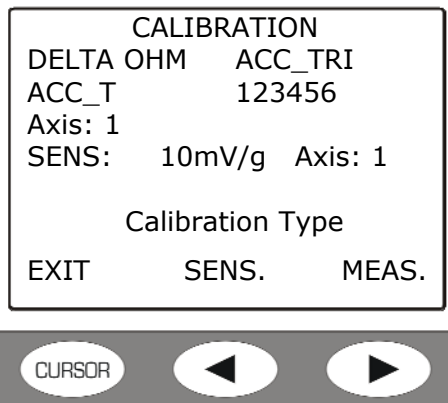 CALIBRATION
DELTA OHM ACC_TRI
ACC_T 123456
Axis: 1
SENS: 10mV/g Axis: 1
Calibration Type
EXIT SENS. MEAS.
CURSOR